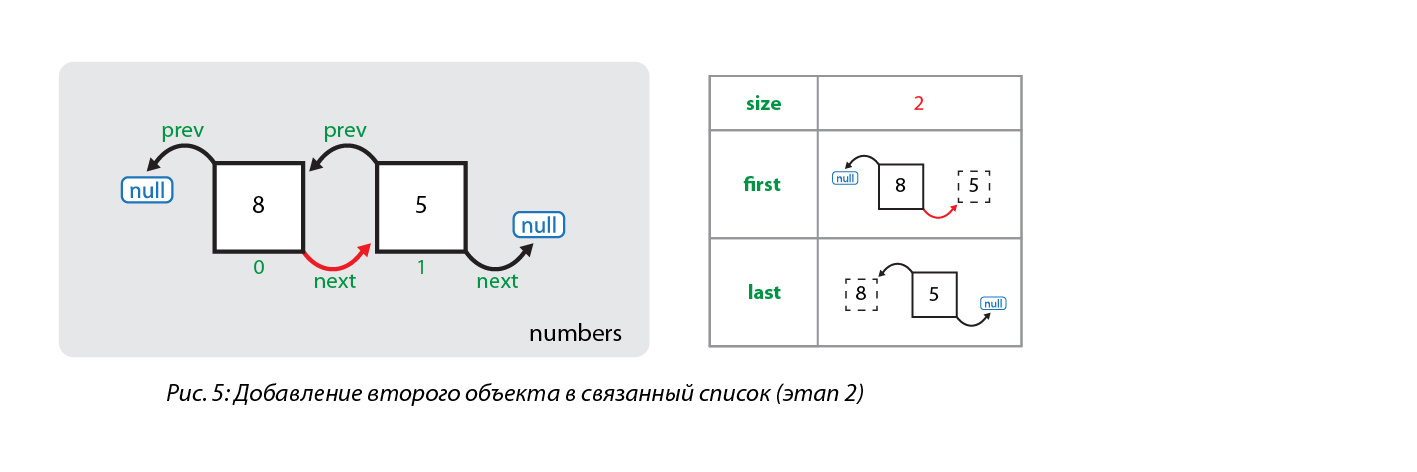 prev prev
null
8 5
null
0 next 1 next
numbers
size 2
first null 8 5
last 8 5 null
Рис. 5: Добавление второго объекта в связанный список (этап 2)